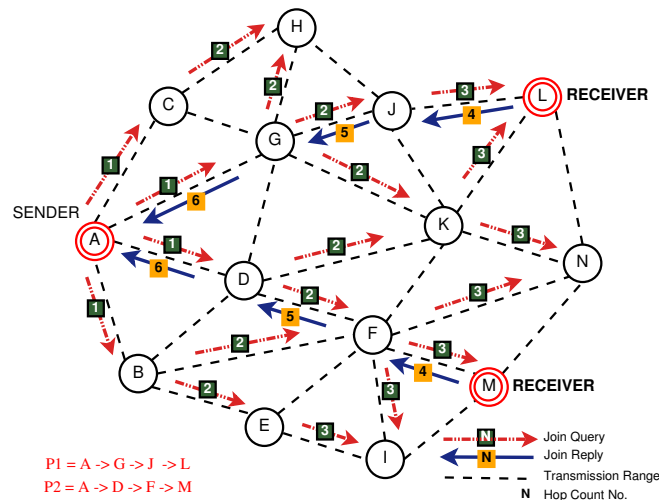 H
2
C
2
2
J
3
L
RECEIVER
4
5
G
1
1
2
3
6
SENDER
A
1
2
K
3
N
6
D
2
3
1
5
F
2
3
4
M
RECEIVER
B
2
3
E
3
I
N
Join Query
N
Join Reply
Transmission Range
N Hop Count No.
P1 = A -> G -> J -> L
P2 = A -> D -> F -> M